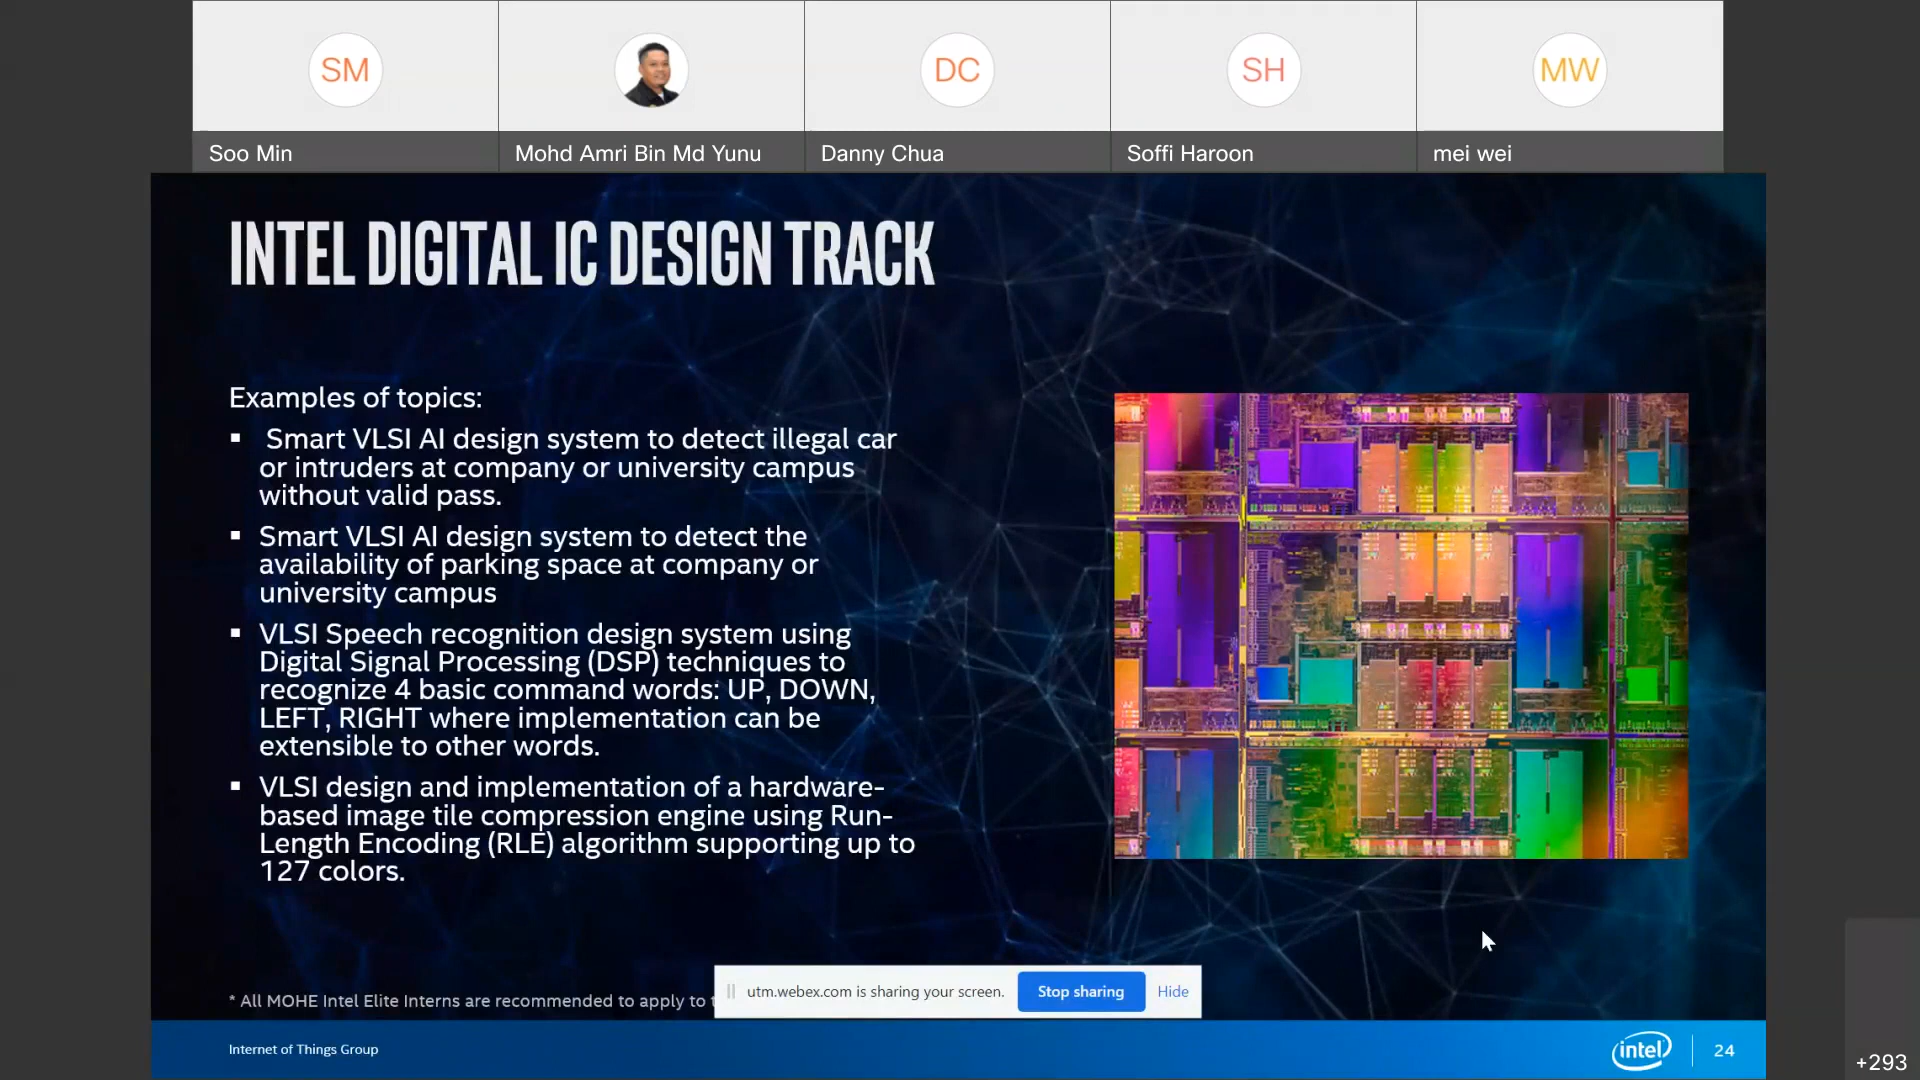 SM
DC
SH
MW
Soo Min
Mohd Amri Bin Md Yunu
Danny Chua
Soffi Haroon
mei wei
INTEL DIGITAL IC DESIGN TRACK
Examples of topics:
▪ Smart VLSI AI design system to detect illegal car
or intruders at company or university campus
without valid pass.
▪ Smart VLSI AI design system to detect the
availability of parking space at company or
university campus
▪ VLSI Speech recognition design system using
Digital Signal Processing (DSP) techniques to
recognize 4 basic command words: UP, DOWN,
LEFT, RIGHT where implementation can be
extensible to other words.
▪ VLSI design and implementation of a hardware-
based image tile compression engine using Run-
Length Encoding (RLE) algorithm supporting up to
127 colors.
* All MOHE Intel Elite Interns are recommended to apply to
utm.webex.com is sharing your screen.
Stop sharing
Hide
Internet of Things Group
intel
24
+293